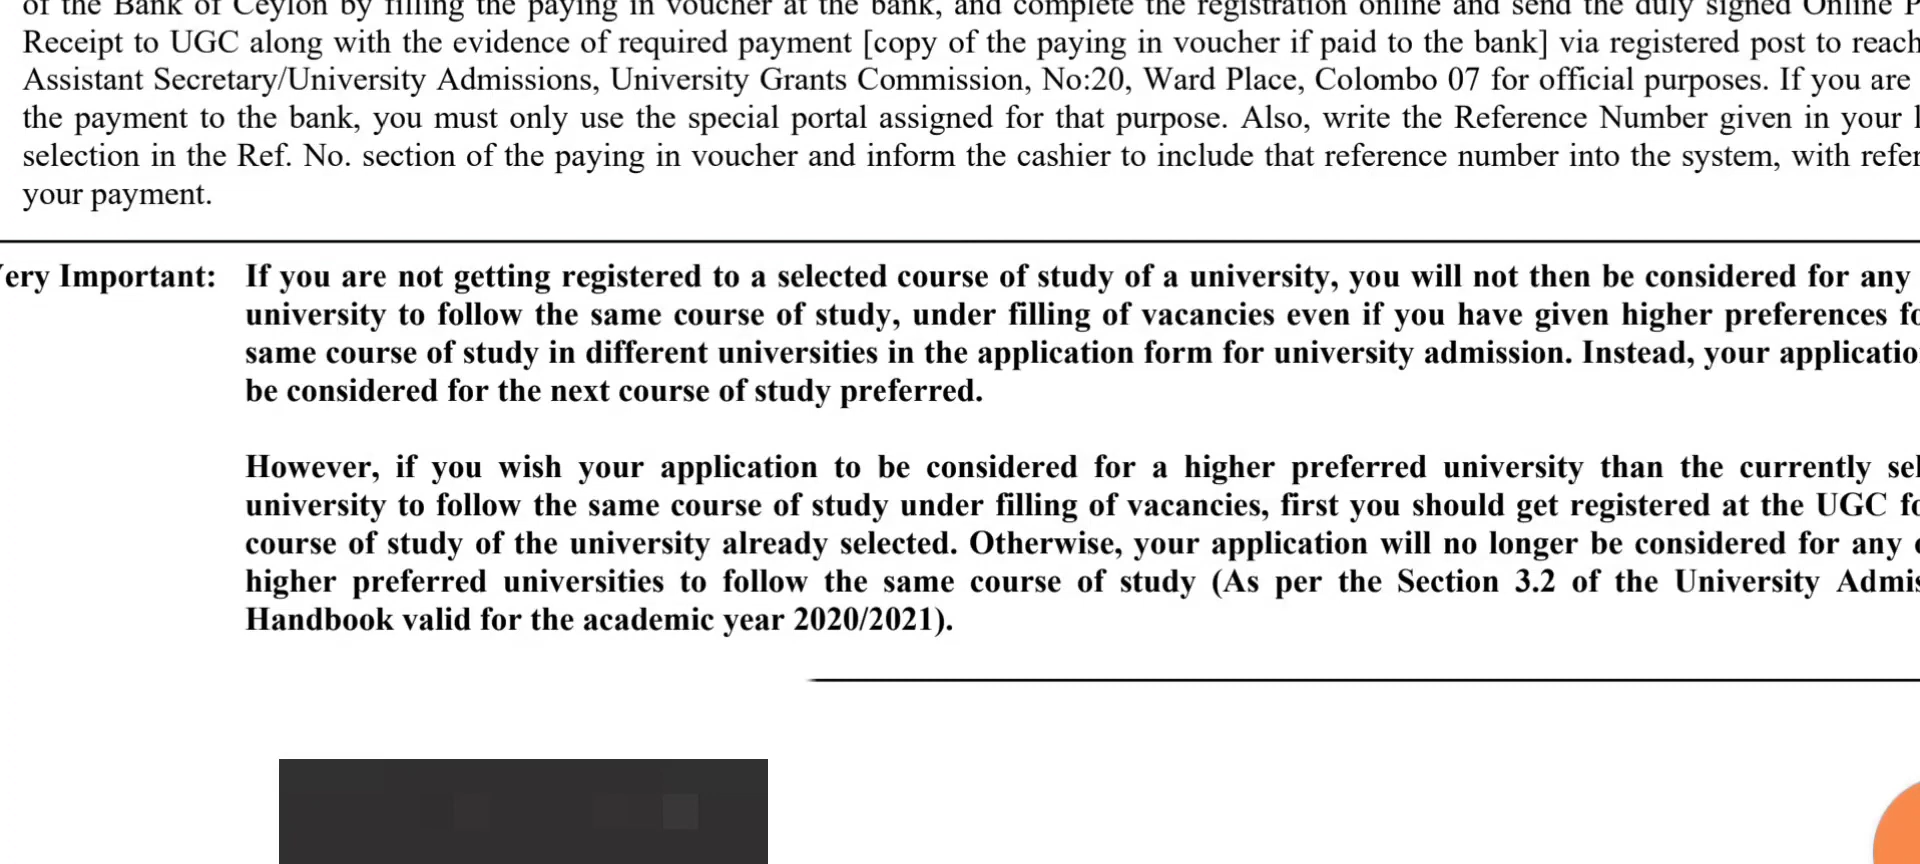 of the Bank of Ceylon by filling the paying in voucher at the bank, and complete the registration online and send the duly signed Online
Receipt to UGC along with the evidence of required payment [copy of the paying in voucher if paid to the bank] via registered post to reach
Assistant Secretary/University Admissions, University Grants Commission, No:20, Ward Place, Colombo 07 for official purposes. If you are
the payment to the bank, you must only use the special portal assigned for that purpose. Also, write the Reference Number given in your
selection in the Ref. No. section of the paying in voucher and inform the cashier to include that reference number into the system, with refer
your payment.
ery Important: If you are not getting registered to a selected course of study of a university, you will not then be considered for any
university to follow the same course of study, under filling of vacancies even if you have given higher preferences fo
same course of study in different universities in the application form for university admission. Instead, your applicatio
be considered for the next course of study preferred.
However, if you wish your application to be considered for a higher preferred university than the currently sel
university to follow the same course of study under filling of vacancies, first you should get registered at the UGC fo
course of study of the university already selected. Otherwise, your application will no longer be considered for any
higher preferred universities to follow the same course of study (As per the Section 3.2 of the University Admis
Handbook valid for the academic year 2020/2021).